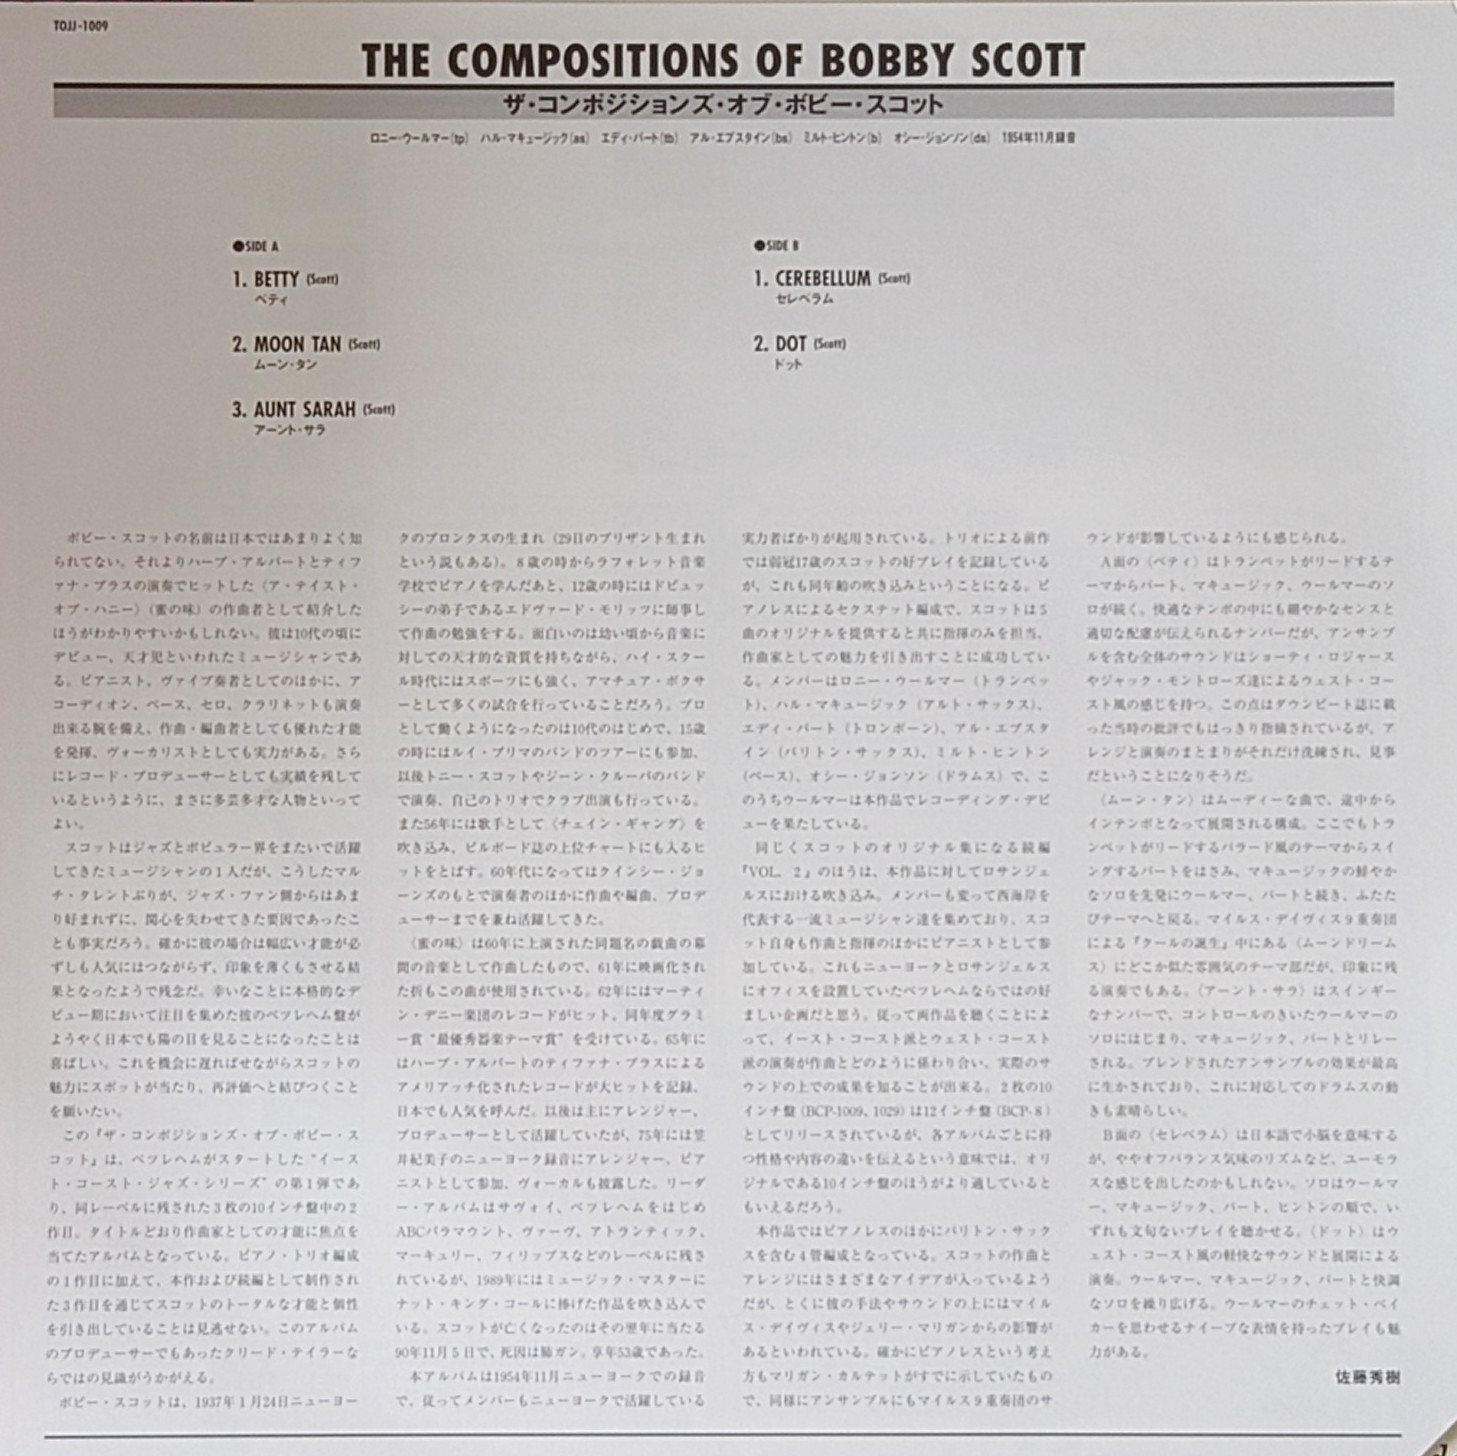 TOJJ-1009
THE COMPOSITIONS OF BOBBY SCOTT
ザ・コンポジションズ・オブ・ボビー・スコット
ロニー・ウールマー(tp) ハル・マキュージック(as) エディ・バート(tb) アル・エプスタイン(bs) ミルト・ヒントン(b) オシー・ジョンソン(ds) 1954年11月録音
●SIDE A
1. BETTY (Scott)
ベティ
2. MOON TAN (Scott)
ムーン・タン
3. AUNT SARAH (Scott)
アーント・サラ
●SIDE B
1. CEREBELLUM (Scott)
セレベラム
2. DOT (Scott)
ドット
ボビー・スコットの名前は日本ではあまりよく知
られてない。それよりハーブ・アルパートとティフ
ァナ・ブラスの演奏でヒットした〈ア・テイスト・
オブ・ハニー〉(蜜の味) の作曲者として紹介した
ほうがわかりやすいかもしれない。彼は10代の頃に
デビュー、天才児といわれたミュージシャンであ
る。ピアニスト、ヴァイブ奏者としてのほかに、ア
コーディオン、ベース、セロ、クラリネットも演奏
出来る腕を備え、作曲・編曲者としても優れた才能
を発揮、ヴォーカリストとしても実力がある。さら
にレコード・プロデューサーとしても実績を残して
いるというように、まさに多芸多才な人物といって
よい。
スコットはジャズとポピュラー界をまたいで活躍
してきたミュージシャンの1人だが、こうしたマル
チ・タレントぶりが、ジャズ・ファン側からはあま
り好まれずに、関心を失わせてきた要因であったこ
とも事実だろう。確かに彼の場合は幅広い才能が必
ずしも人気にはつながらず、印象を薄くもさせる結
果となったようで残念だ。幸いなことに本格的なデ
ビュー期において注目を集めた彼のベツレヘム盤が
ようやく日本でも陽の目を見ることになったことは
喜ばしい。これを機会に遅ればせながらスコットの
魅力にスポットが当たり、再評価へと結びつくこと
を願いたい。
この『ザ・コンポジションズ・オブ・ボビー・ス
コット』は、ベツレヘムがスタートした“イース
ト・コースト・ジャズ・シリーズ”の第1弾であ
り、同レーベルに残された3枚の10インチ盤中の2
作目。タイトルどおり作曲家としての才能に焦点を
当てたアルバムとなっている。ピアノ・トリオ編成
の1作目に加えて、本作および続編として制作され
た3作目を通じてスコットのトータルな才能と個性
を引き出していることは見逃せない。このアルバム
のプロデューサーでもあったクリード・テイラーな
らではの見識がうかがえる。
ボビー・スコットは、1937年1月24日ニューヨー
クのブロンクスの生まれ (29日のプリザント生まれ
という説もある)。8歳の時からラフォレット音楽
学校でピアノを学んだあと、12歳の時にはドビュッ
シーの弟子であるエドヴァード・モリッツに師事し
て作曲の勉強をする。面白いのは幼い頃から音楽に
対しての天才的な資質を持ちながら、ハイ・スクー
ル時代にはスポーツにも強く、アマチュア・ボクサ
ーとして多くの試合を行っていることだろう。プロ
として働くようになったのは10代のはじめで、15歳
の時にはルイ・プリマのバンドのツアーにも参加、
以後トニー・スコットやジーン・クルーパのバンド
で演奏、自己のトリオでクラブ出演も行っている。
また56年には歌手として〈チェイン・ギャング〉を
吹き込み、ビルボード誌の上位チャートにも入るヒ
ットをとばす。60年代になってはクインシー・ジョ
ーンズのもとで演奏者のほかに作曲や編曲、プロデ
ューサーまでを兼ね活躍してきた。
〈蜜の味〉は60年に上演された同題名の戯曲の幕
間の音楽として作曲したもので、61年に映画化され
た折もこの曲が使用されている。62年にはマーティ
ン・デニー楽団のレコードがヒット、同年度グラミ
ー賞“最優秀器楽テーマ賞”を受けている。65年に
はハーブ・アルパートのティファナ・ブラスによる
アメリアッチ化されたレコードが大ヒットを記録、
日本でも人気を呼んだ。以後は主にアレンジャー、
プロデューサーとして活躍していたが、75年には笠
井紀美子のニューヨーク録音にアレンジャー、ピア
ニストとして参加、ヴォーカルも披露した。リーダ
ー・アルバムはサヴォイ、ベツレヘムをはじめ
ABCパラマウント、ヴァーヴ、アトランティック、
マーキュリー、フィリップスなどのレーベルに残さ
れているが、1989年にはミュージック・マスターに
ナット・キング・コールに捧げた作品を吹き込んで
いる。スコットが亡くなったのはその翌年に当たる
90年11月5日で、死因は肺ガン。享年53歳であった。
本アルバムは1954年11月ニューヨークでの録音
で、従ってメンバーもニューヨークで活躍している
実力者ばかりが起用されている。トリオによる前作
では弱冠17歳のスコットの好プレイを記録している
が、これも同年齢の吹き込みということになる。ピ
アノレスによるセクステット編成で、スコットは5
曲のオリジナルを提供すると共に指揮のみを担当、
作曲家としての魅力を引き出すことに成功してい
る。メンバーはロニー・ウールマー (トランペッ
ト)、ハル・マキュージック (アルト・サックス)、
エディ・バート (トロンボーン)、アル・エプスタ
イン (バリトン・サックス)、ミルト・ヒントン
(ベース)、オシー・ジョンソン (ドラムス) で、こ
のうちウールマーは本作品でレコーディング・デビ
ューを果たしている。
同じくスコットのオリジナル集になる続編
『VOL. 2』のほうは、本作品に対してロサンジェ
ルスにおける吹き込み。メンバーも変って西海岸を
代表する一流ミュージシャン達を集めており、スコ
ット自身も作曲と指揮のほかにピアニストとして参
加している。これもニューヨークとロサンジェルス
にオフィスを設置していたベツレヘムならではの好
ましい企画だと思う。従って両作品を聴くことによ
って、イースト・コースト派とウェスト・コースト
派の演奏が作曲とどのように係わり合い、実際のサ
ウンドの上での成果を知ることが出来る。2枚の10
インチ盤 (BCP-1009、1029) は12インチ盤 (BCP-8)
としてリリースされているが、各アルバムごとに持
つ性格や内容の違いを伝えるという意味では、オリ
ジナルである10インチ盤のほうがより適していると
もいえるだろう。
本作品ではピアノレスのほかにバリトン・サック
スを含む4管編成となっている。スコットの作曲と
アレンジにはさまざまなアイデアが入っているよう
だが、とくに彼の手法やサウンドの上にはマイル
ス・デイヴィスやジェリー・マリガンからの影響が
あるといわれている。確かにピアノレスという考え
方もマリガン・カルテットがすでに示していたもの
で、同様にアンサンブルにもマイルス9重奏団のサ
ウンドが影響しているようにも感じられる。
A面の〈ベティ〉はトランペットがリードするテ
ーマからバート、マキュージック、ウールマーのソ
ロが続く。快適なテンポの中にも細やかなセンスと
適切な配慮が伝えられるナンバーだが、アンサンブ
ルを含む全体のサウンドはショーティ・ロジャース
やジャック・モントローズ達によるウェスト・コー
スト風の感じを持つ。この点はダウンビート誌に載
った当時の批評でもはっきり指摘されているが、ア
レンジと演奏のまとまりがそれだけ洗練され、見事
だということになりそうだ。
〈ムーン・タン〉はムーディーな曲で、途中から
インテンポとなって展開される構成。ここでもトラ
ンペットがリードするバラード風のテーマからスイ
ングするパートをはさみ、マキュージックの鮮やか
なソロを先発にウールマー、バートと続き、ふたた
びテーマへと戻る。マイルス・デイヴィス9重奏団
による『クールの誕生』中にある〈ムーンドリーム
ス〉にどこか似た雰囲気のテーマ部だが、印象に残
る演奏でもある。〈アーント・サラ〉はスインギー
なナンバーで、コントロールのきいたウールマーの
ソロにはじまり、マキュージック、バートとリレー
される。ブレンドされたアンサンブルの効果が最高
に生かされており、これに対応してのドラムスの動
きも素晴らしい。
B面の〈セレベラム〉は日本語で小脳を意味する
が、ややオフバランス気味のリズムなど、ユーモラ
スな感じを出したのかもしれない。ソロはウールマ
ー、マキュージック、バート、ヒントンの順で、い
ずれも文句ないプレイを聴かせる。〈ドット〉はウ
ェスト・コースト風の軽快なサウンドと展開による
演奏。ウールマー、マキュージック、バートと快調
なソロを繰り広げる。ウールマーのチェット・ベイ
カーを思わせるナイーブな表情を持ったプレイも魅
力がある。
佐藤秀樹